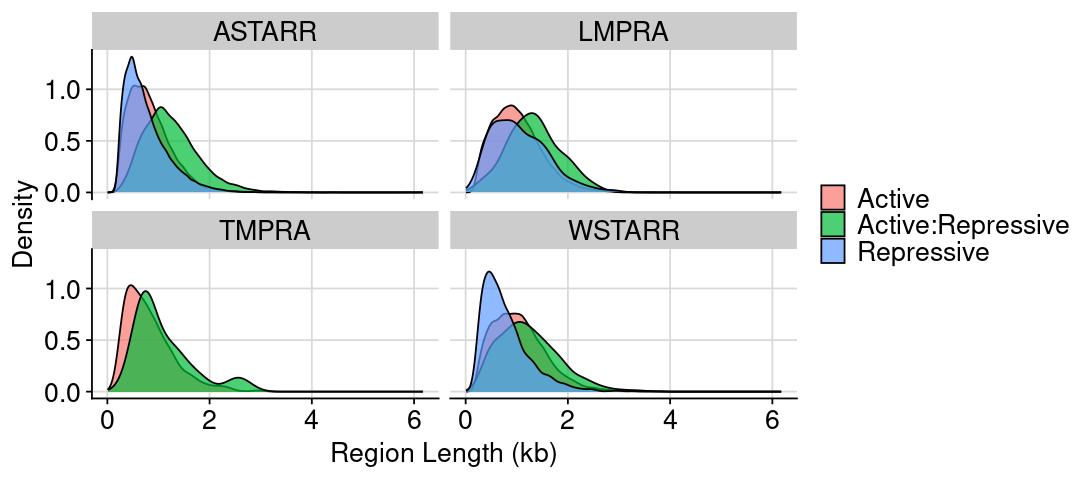 ASTARR
LMPRA
1.0
0.5
0.0
TMPRA
WSTARR
1.0
0.5
0.0
0 2 4 6
0 2 4 6
Region Length (kb)
Density
Active
Active:Repressive
Repressive